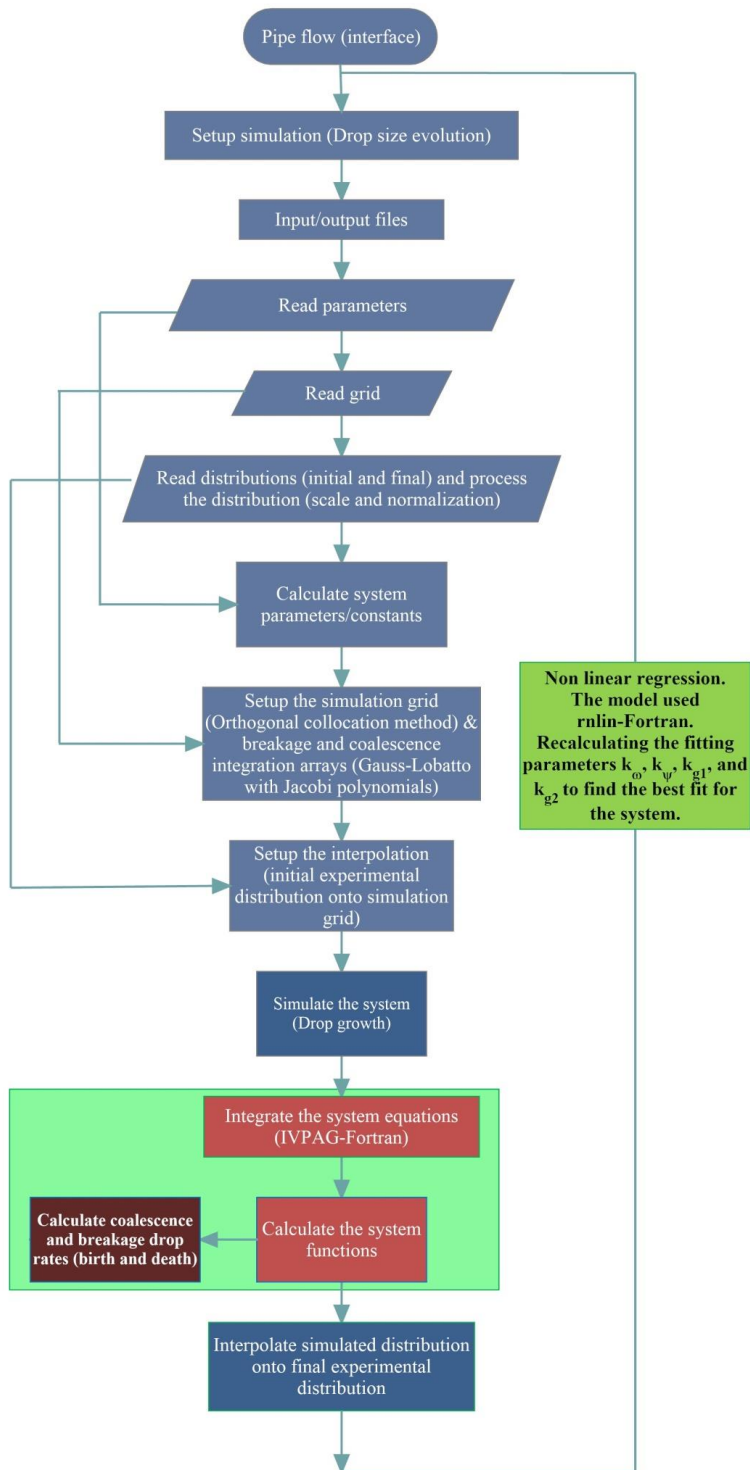 Pipe flow (interface)
Setup simulation (Drop size evolution)
Input/output files
Read parameters
Read grid
Read distributions (initial and final) and process
the distribution (scale and normalization)
Calculate system
parameters/constants
Setup the simulation grid
(Orthogonal collocation method) &
breakage and coalescence
integration arrays (Gauss-Lobatto
with Jacobi polynomials)
Setup the interpolation
(initial experimental
distribution onto simulation
grid)
Simulate the system
(Drop growth)
Integrate the system equations
(IVPAG-Fortran)
Calculate the system
functions
Calculate coalescence
and breakage drop
rates (birth and death)
Interpolate simulated distribution
onto final experimental
distribution
Non linear regression.
The model used
rnlin-Fortran.
Recalculating the fitting
parameters k_ω, k_ψ, k_g1, and
k_g2 to find the best fit for
the system.